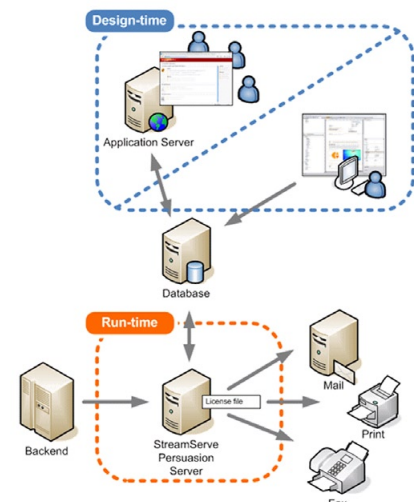 Design-time
Application Server
Database
Run-time
License file
Mail
Print
Backend
StreamServe
Persuasion
Server